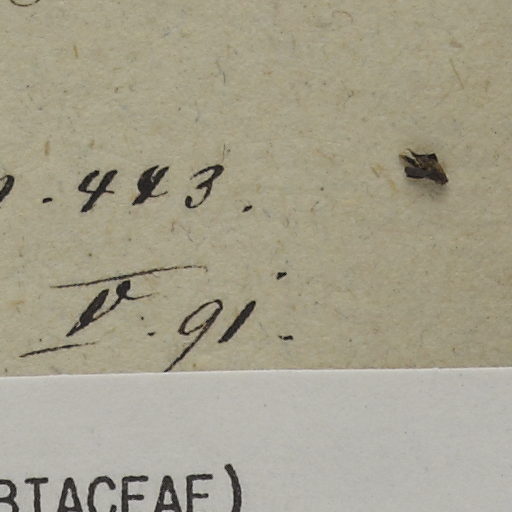 . 443.
V. 91.
BIACEAE)